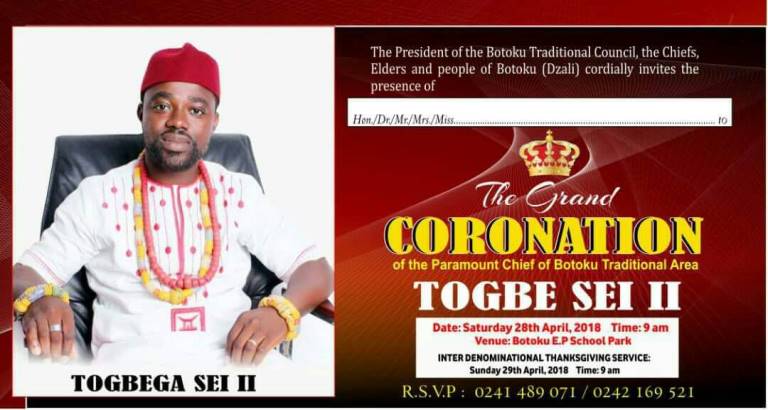 The President of the Botoku Traditional Council, the Chiefs,
Elders and people of Botoku (Dzali) cordially invites the
presence of
Hon./Dr./Mr./Mrs./Miss.................................................................................... to
The Grand
CORONATION
of the Paramount Chief of Botoku Traditional Area
TOGBE SEI II
Date: Saturday 28th April, 2018 Time: 9 am
Venue: Botoku E.P School Park
INTER DENOMINATIONAL THANKSGIVING SERVICE:
Sunday 29th April, 2018 Time: 9 am
R.S.V.P : 0241 489 071 / 0242 169 521
TOGBEGA SEI II